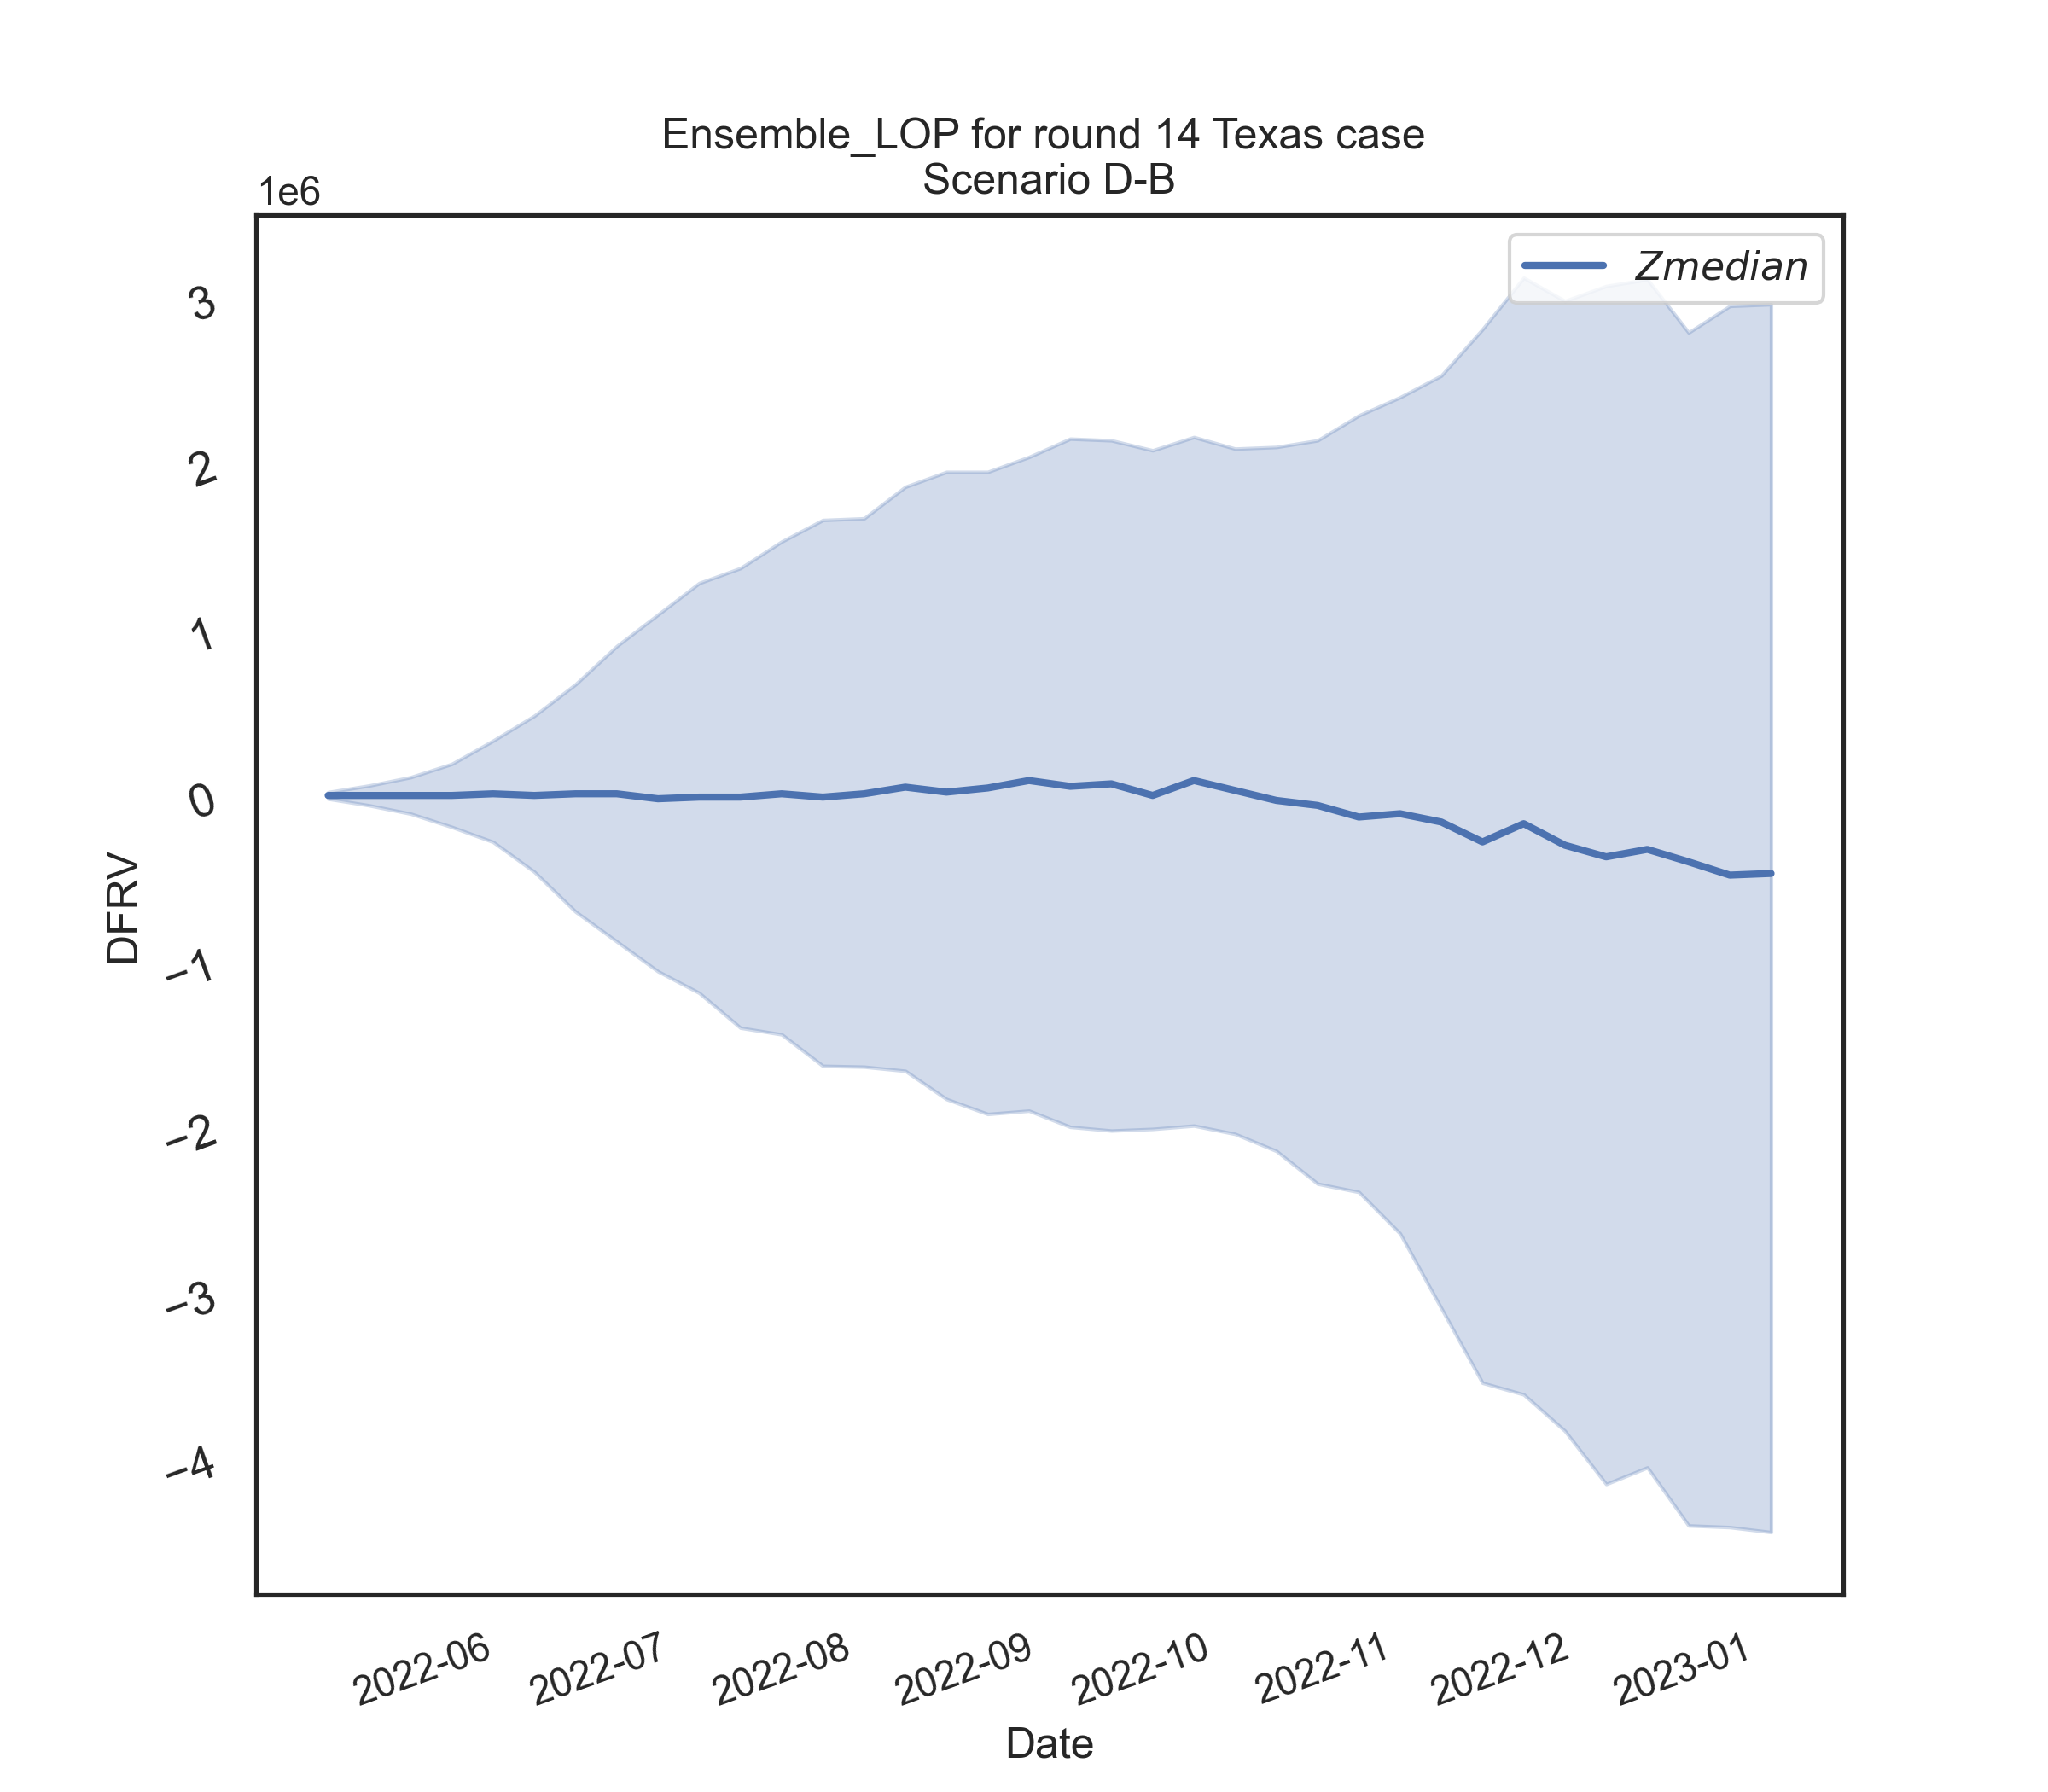 Ensemble_LOP for round 14 Texas case
Scenario D-B
1e6
Zmedian
3
2
1
0
−1
−2
−3
−4
DFRV
2022-06
2022-07
2022-08
2022-09
2022-10
2022-11
2022-12
2023-01
Date